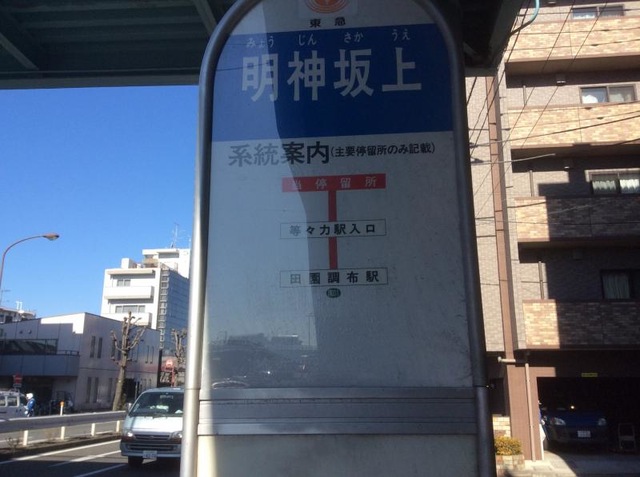 東急
みょうじんさかうえ
明神坂上
系統案内(主要停留所のみ記載)
当停留所
等々力駅入口
田園調布駅